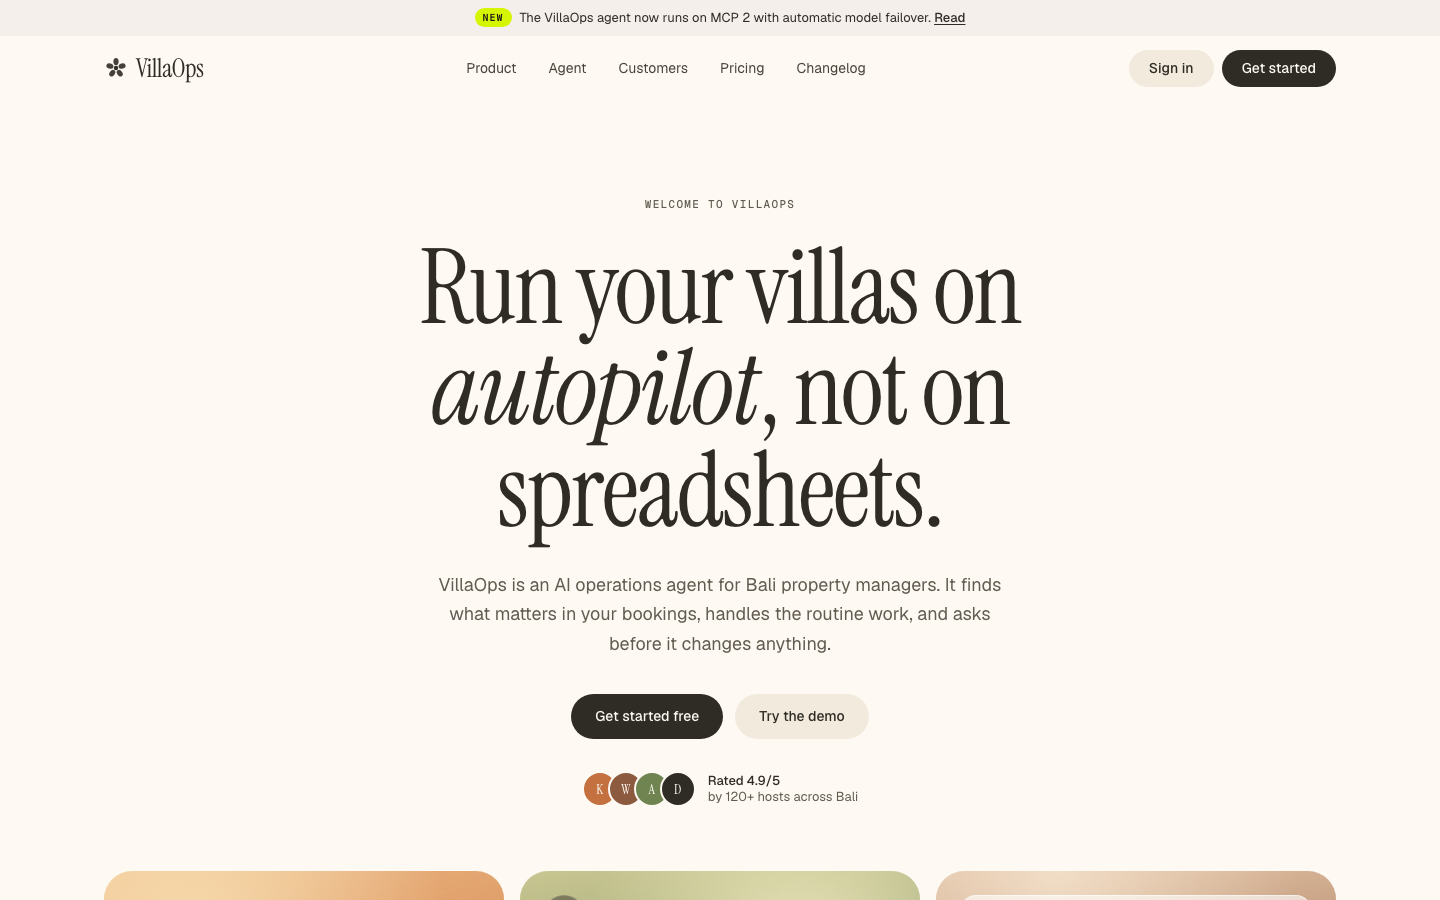 NEW The VillaOps agent now runs on MCP 2 with automatic model failover. Read
VillaOps
Product
Agent
Customers
Pricing
Changelog
Sign in
Get started
WELCOME TO VILLAOPS
Run your villas on
autopilot, not on
spreadsheets.
VillaOps is an AI operations agent for Bali property managers. It finds
what matters in your bookings, handles the routine work, and asks
before it changes anything.
Get started free
Try the demo
K W A D
Rated 4.9/5
by 120+ hosts across Bali